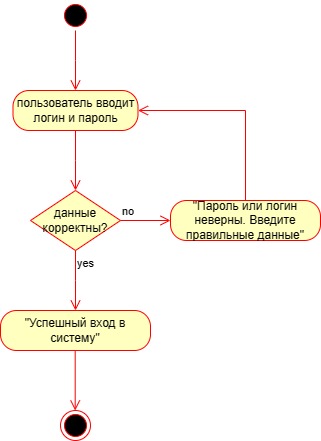 пользователь вводит
логин и пароль
данные
корректны?
no
"Пароль или логин
неверны. Введите
правильные данные"
yes
"Успешный вход в
систему"